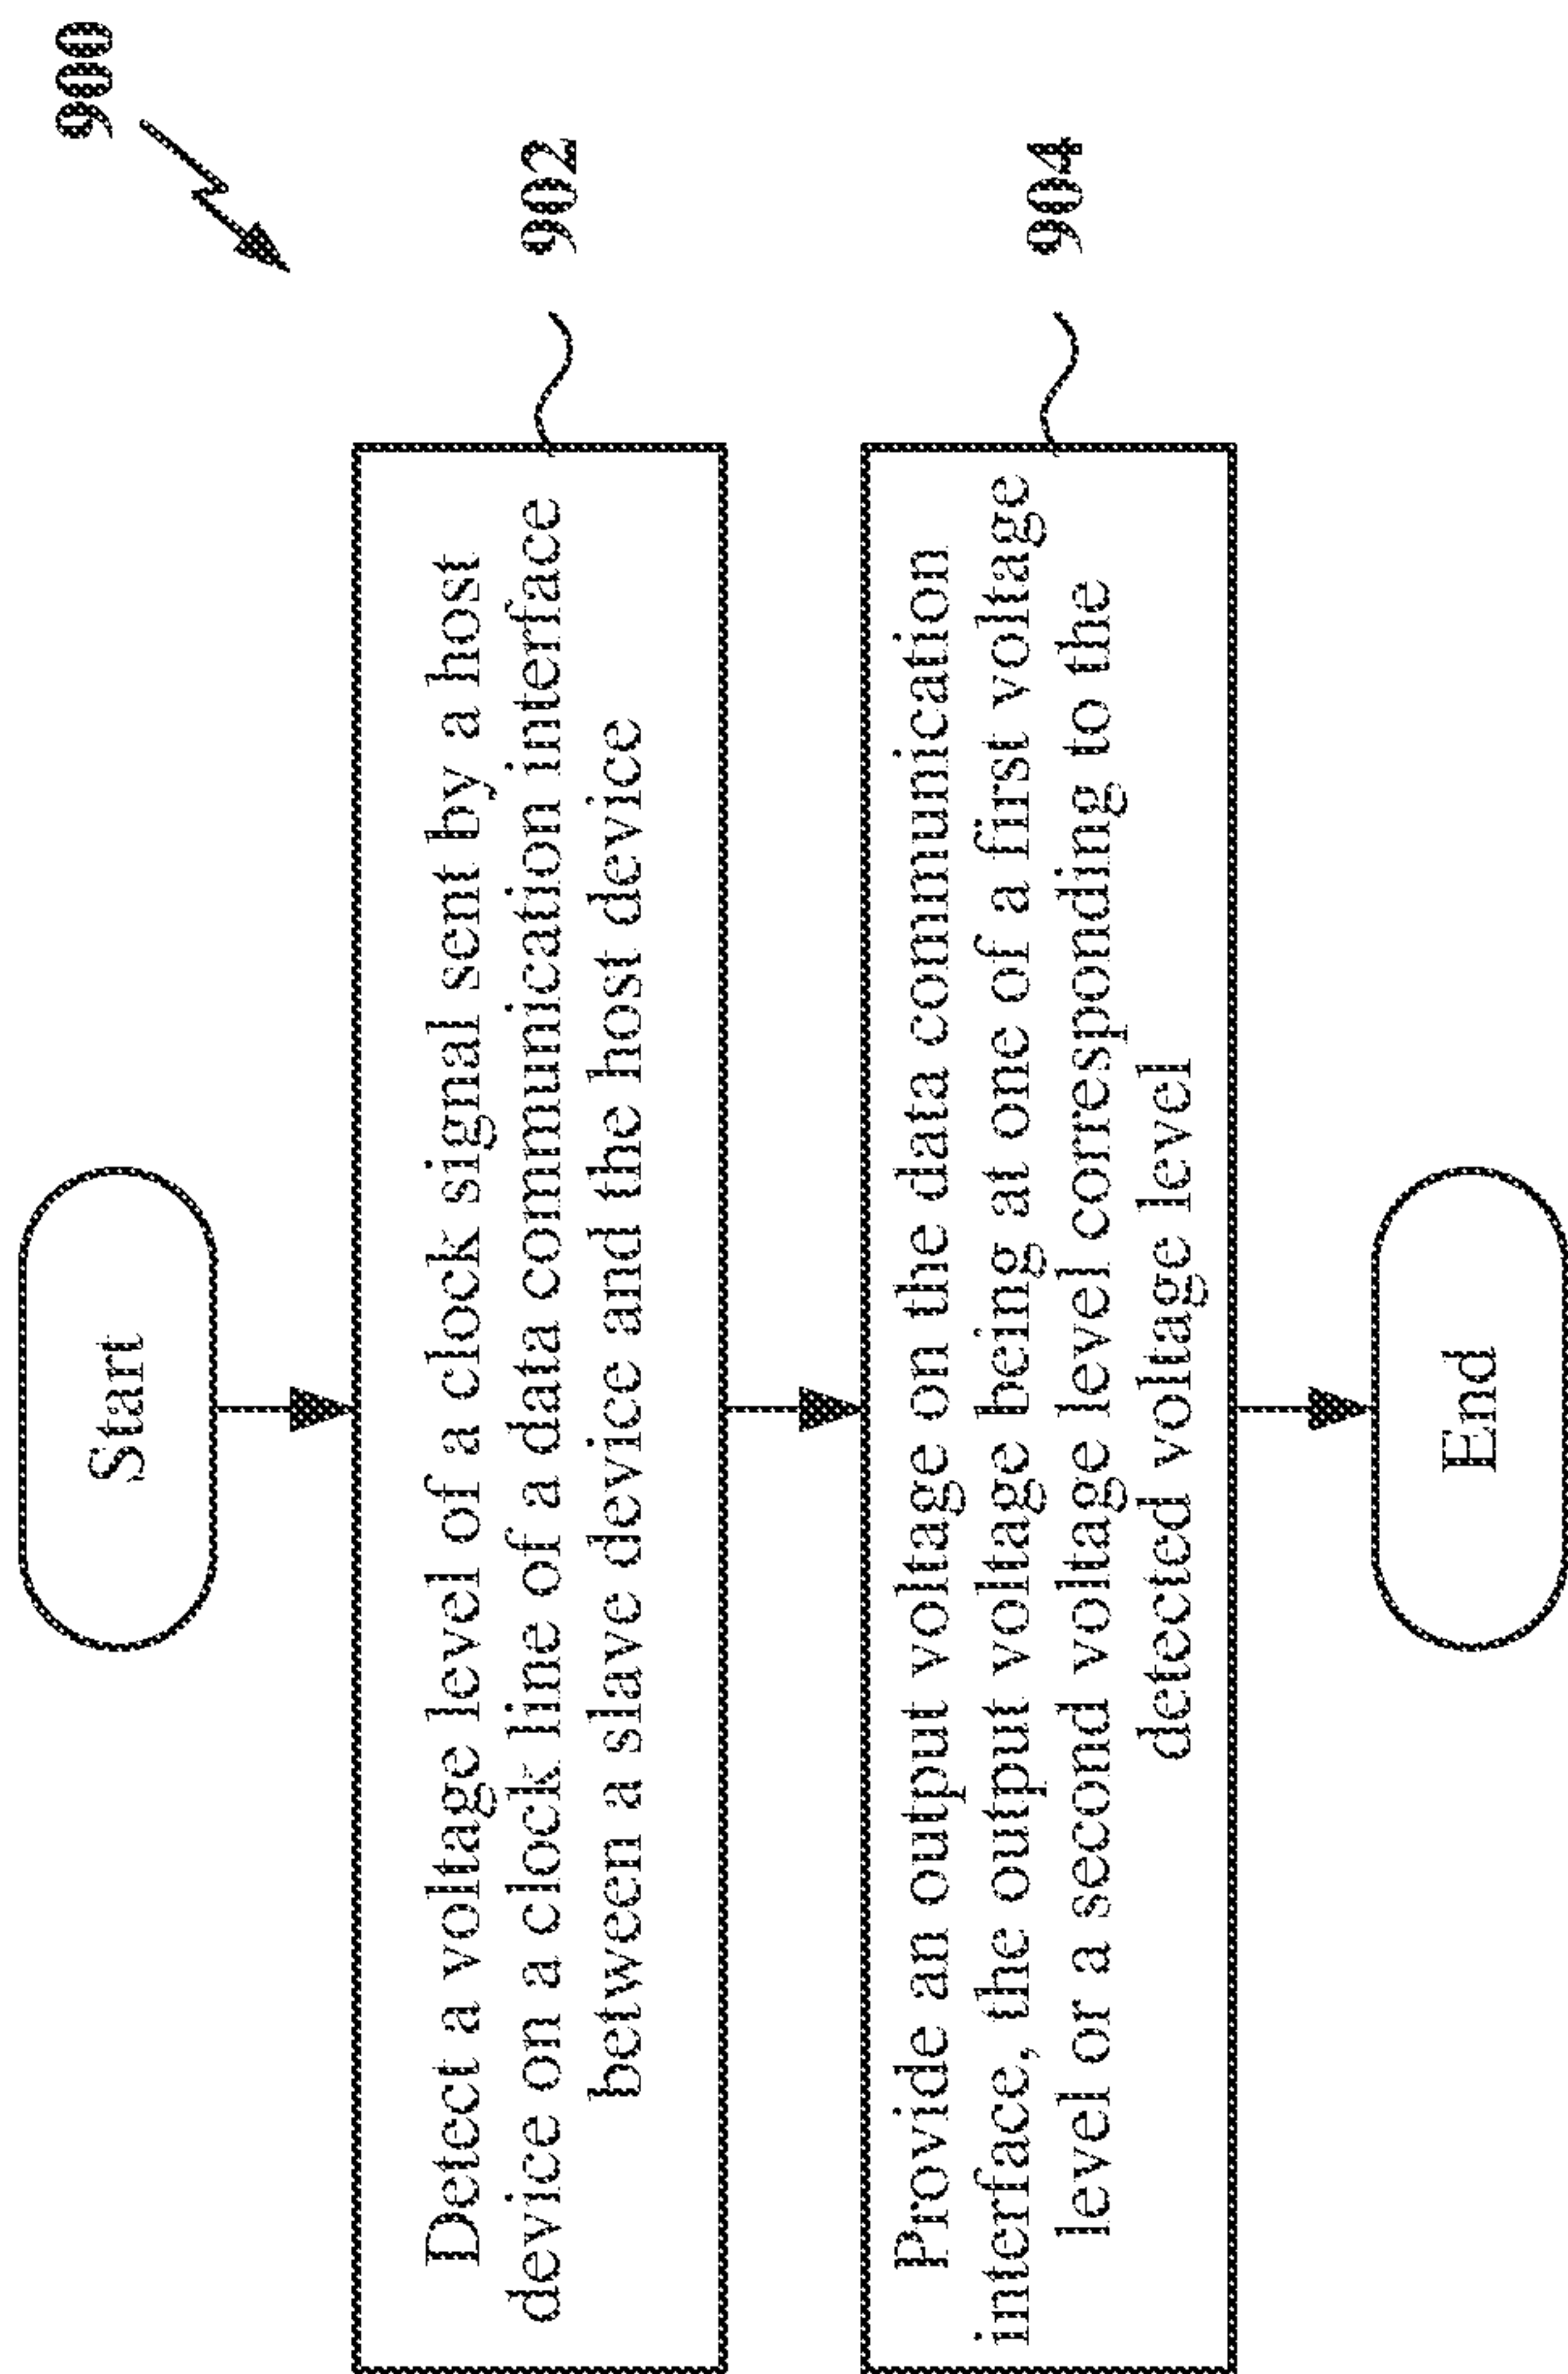 900
Start
Detect a voltage level of a clock signal sent by a host
device on a clock line of a data communication interface
between a slave device and the host device
902
Provide an output voltage on the data communication
interface, the output voltage being at one of a first voltage
level or a second voltage level corresponding to the
detected voltage level
904
End